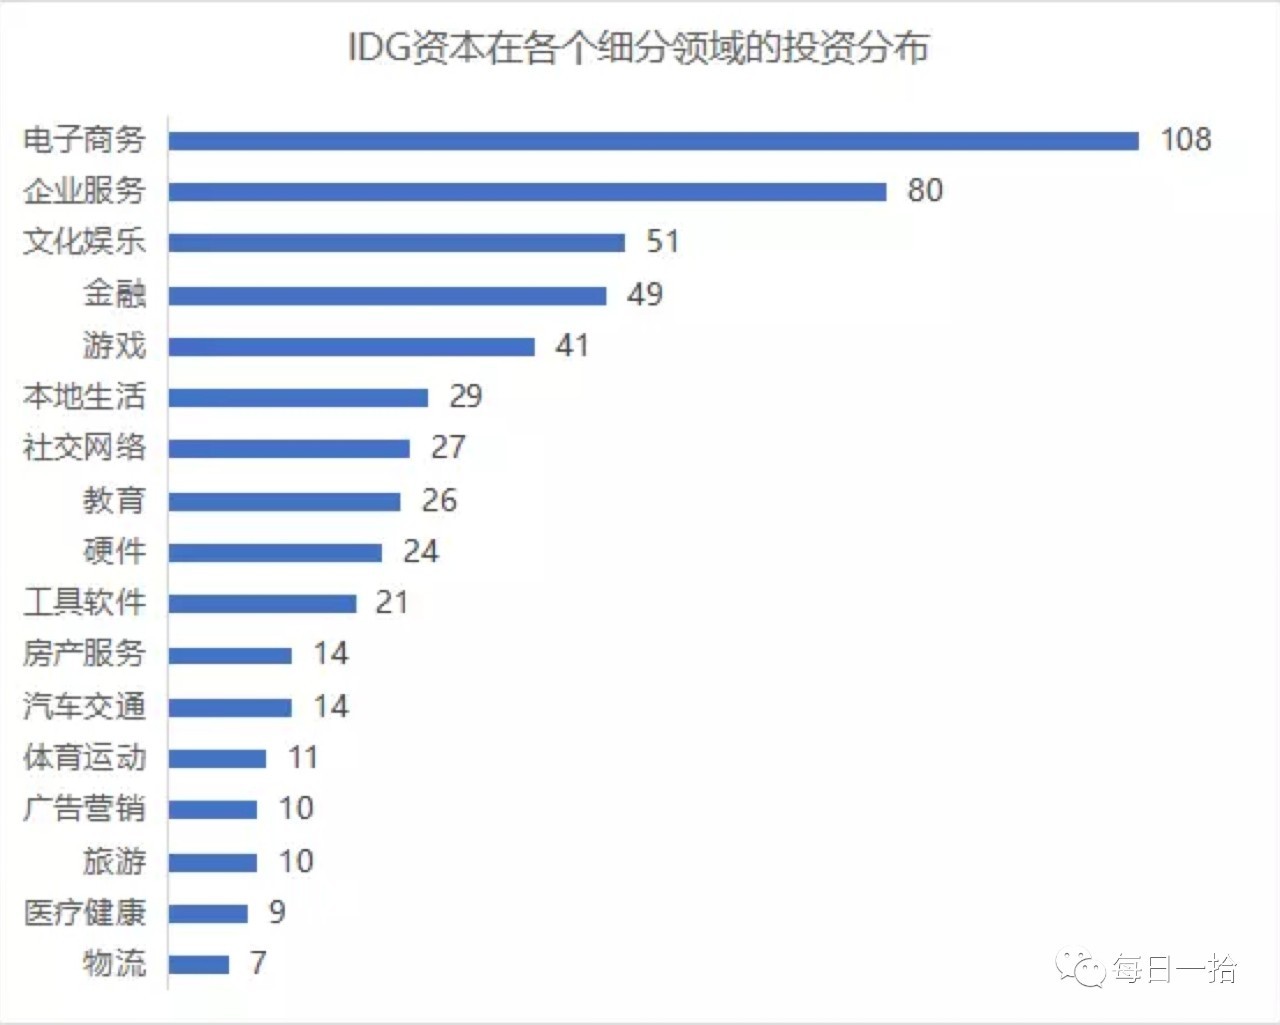 IDG资本在各个细分领域的投资分布
电子商务 108
企业服务 80
文化娱乐 51
金融 49
游戏 41
本地生活 29
社交网络 27
教育 26
硬件 24
工具软件 21
房产服务 14
汽车交通 14
体育运动 11
广告营销 10
旅游 10
医疗健康 9
物流 7
每日一拾